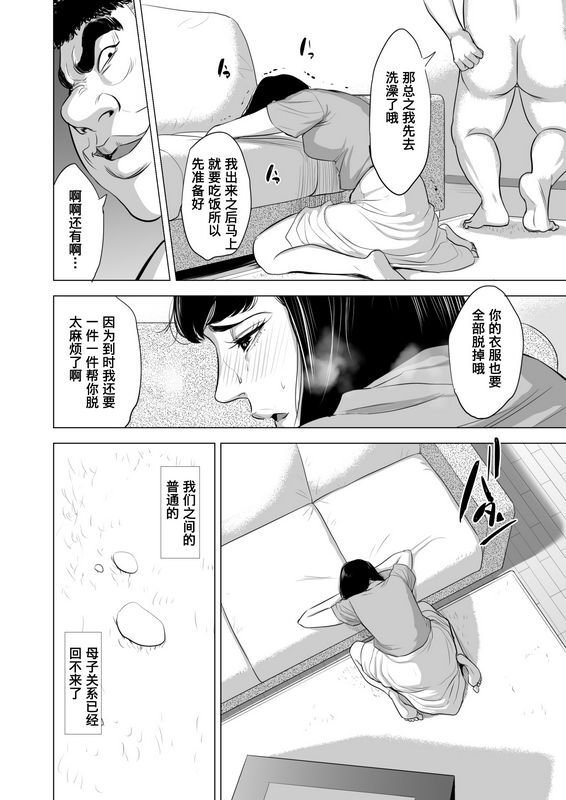 那总之我先去
洗澡了哦
我出来之后马上
就要吃饭所以
先准备好
啊啊还有啊…
你的衣服也要
全部脱掉哦
因为到时我还要
一件一件帮你脱
太麻烦了啊
我们之间的
普通的
母子关系已经
回不来了